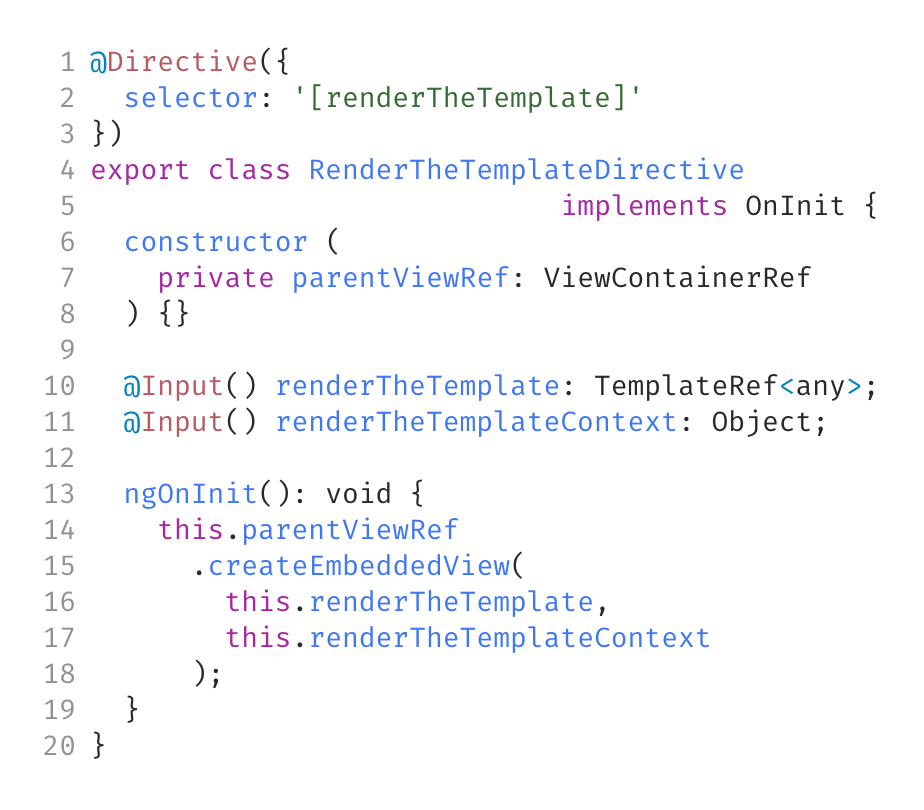 1 @Directive({
2   selector: '[renderTheTemplate]'
3 })
4 export class RenderTheTemplateDirective
5                             implements OnInit {
6   constructor (
7     private parentViewRef: ViewContainerRef
8   ) {}
9
10   @Input() renderTheTemplate: TemplateRef<any>;
11   @Input() renderTheTemplateContext: Object;
12
13   ngOnInit(): void {
14     this.parentViewRef
15       .createEmbeddedView(
16         this.renderTheTemplate,
17         this.renderTheTemplateContext
18       );
19   }
20 }